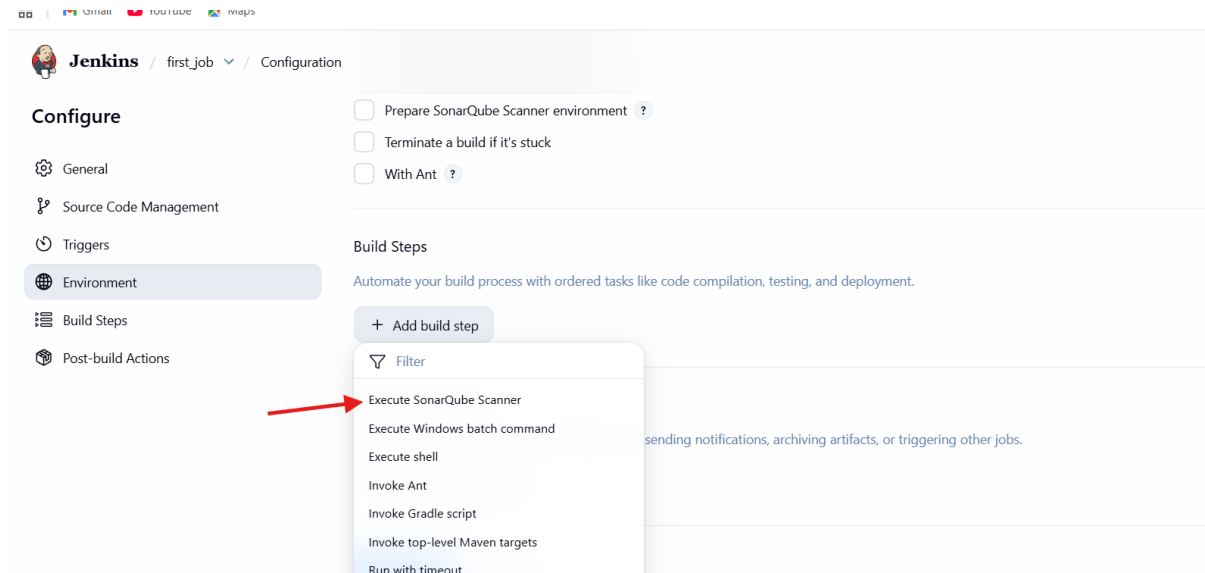 Gmail YouTube Maps
Jenkins / first_job / Configuration
Configure
General
Source Code Management
Triggers
Environment
Build Steps
Post-build Actions
Prepare SonarQube Scanner environment ?
Terminate a build if it's stuck
With Ant ?
Build Steps
Automate your build process with ordered tasks like code compilation, testing, and deployment.
+ Add build step
Filter
Execute SonarQube Scanner
Execute Windows batch command
sending notifications, archiving artifacts, or triggering other jobs.
Execute shell
Invoke Ant
Invoke Gradle script
Invoke top-level Maven targets
Run with timeout